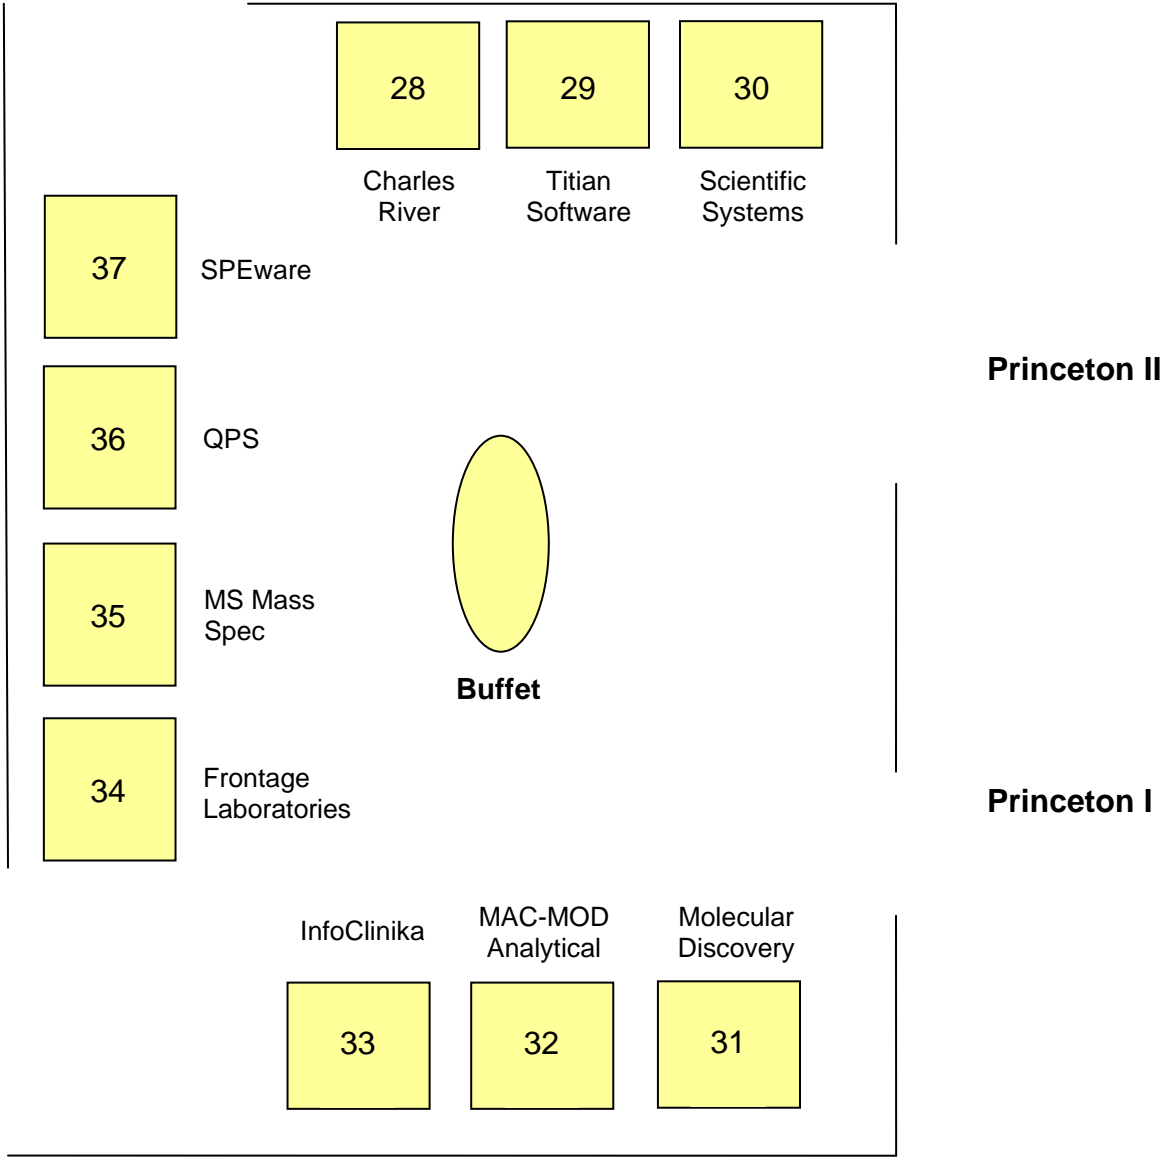 28
29
30
Charles
River
Titian
Software
Scientific
Systems
37
SPEware
Princeton II
36
QPS
35
MS Mass
Spec
Buffet
34
Frontage
Laboratories
Princeton I
InfoClinika
MAC-MOD
Analytical
Molecular
Discovery
33
32
31